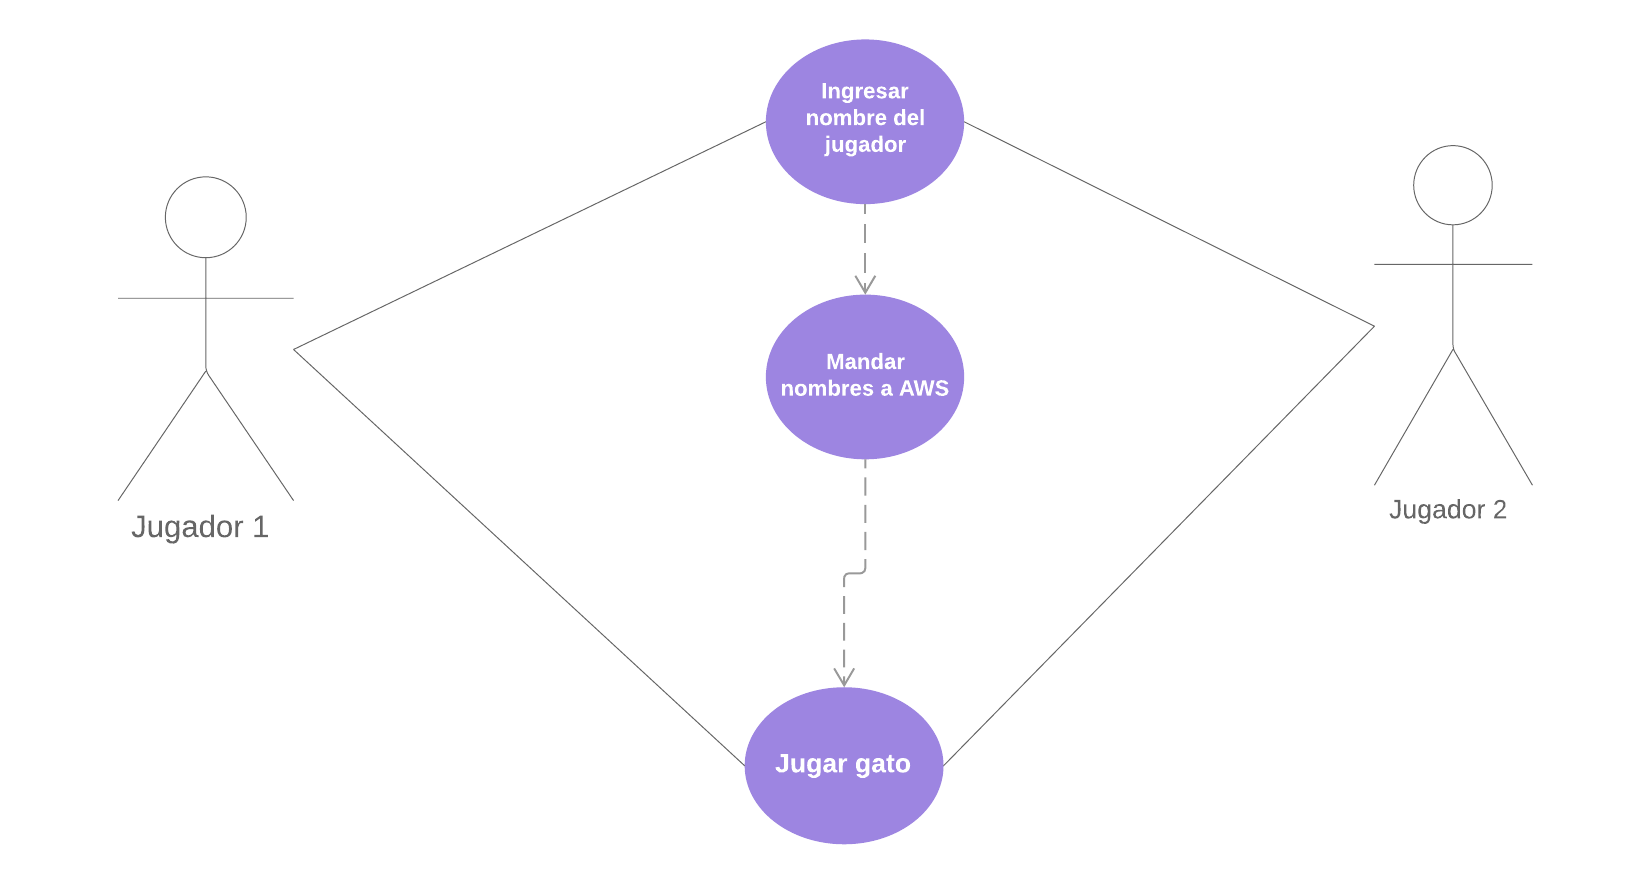 Ingresar
nombre del
jugador
Mandar
nombres a AWS
Jugador 1
Jugador 2
Jugar gato